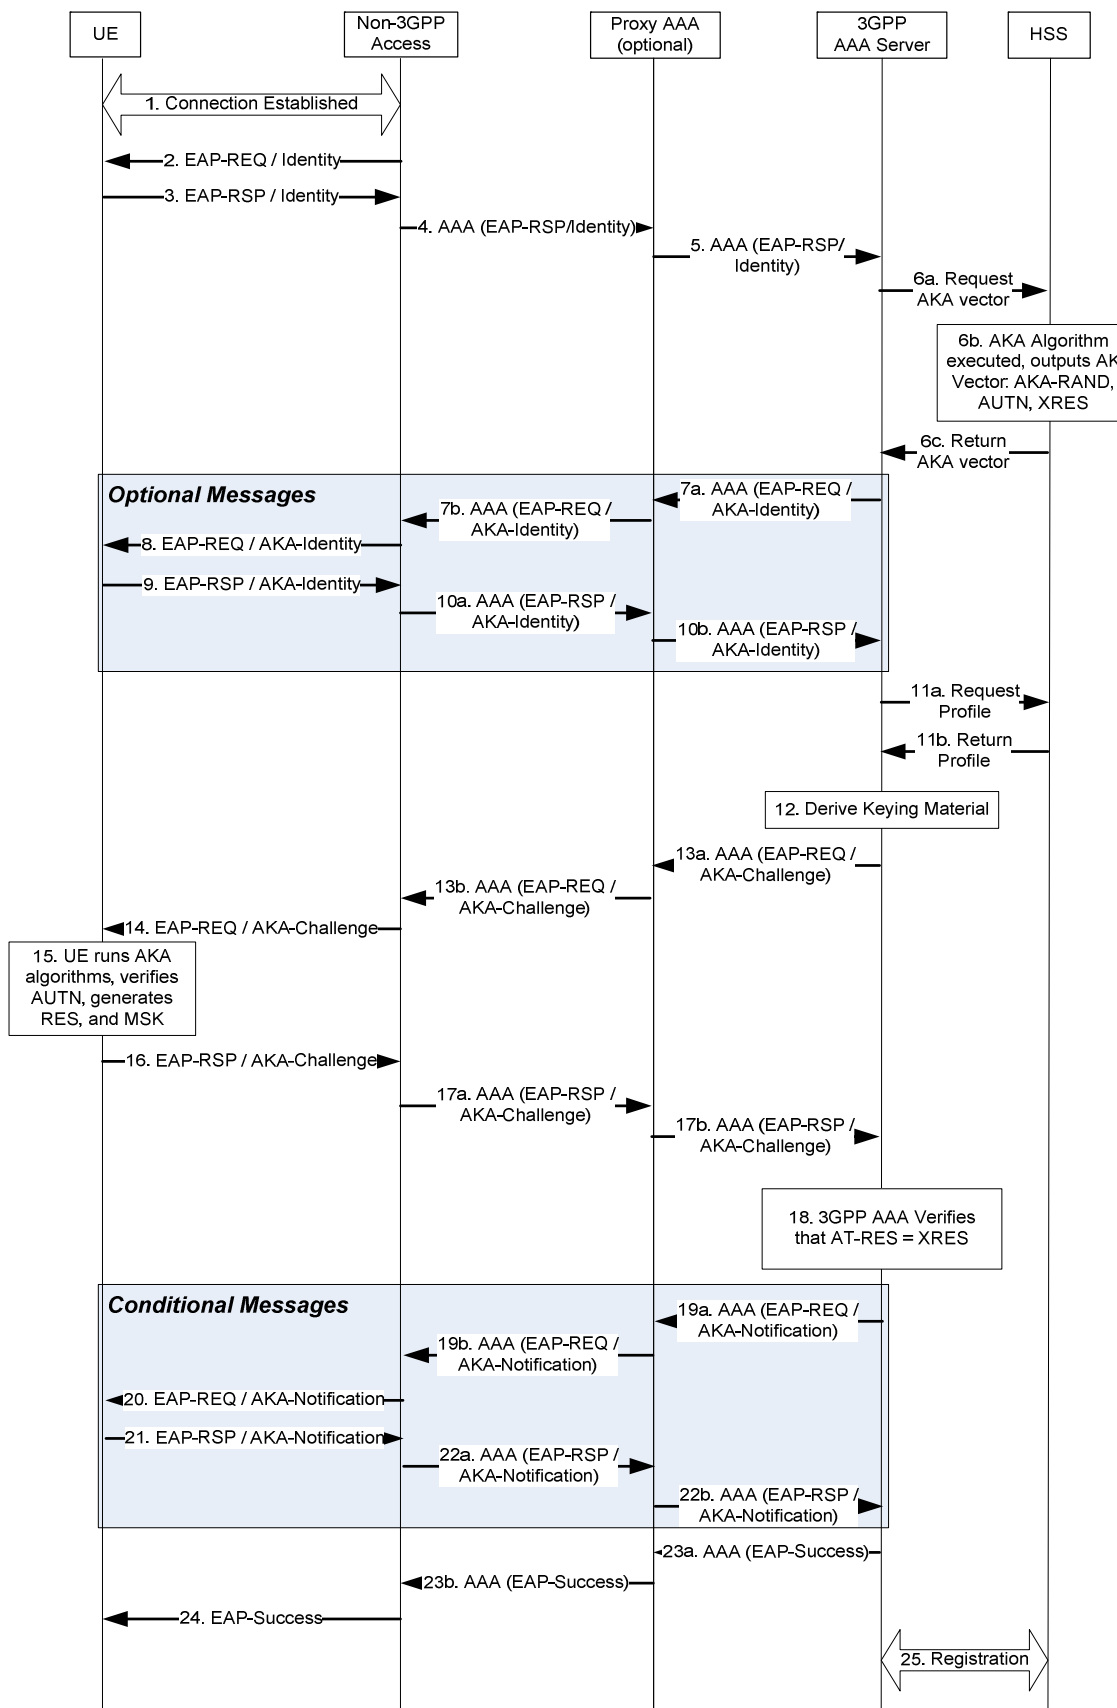 UE
Non-3GPP
Access
Proxy AAA
(optional)
3GPP
AAA Server
HSS
1. Connection Established
2. EAP-REQ / Identity
3. EAP-RSP / Identity
4. AAA (EAP-RSP/Identity)
5. AAA (EAP-RSP/
Identity)
6a. Request
AKA vector
6b. AKA Algorithm
executed, outputs AK
Vector: AKA-RAND,
AUTN, XRES
6c. Return
AKA vector
Optional Messages
7a. AAA (EAP-REQ /
AKA-Identity)
7b. AAA (EAP-REQ /
AKA-Identity)
8. EAP-REQ / AKA-Identity
9. EAP-RSP / AKA-Identity
10a. AAA (EAP-RSP /
AKA-Identity)
10b. AAA (EAP-RSP /
AKA-Identity)
11a. Request
Profile
11b. Return
Profile
12. Derive Keying Material
13a. AAA (EAP-REQ /
AKA-Challenge)
13b. AAA (EAP-REQ /
AKA-Challenge)
14. EAP-REQ / AKA-Challenge
15. UE runs AKA
algorithms, verifies
AUTN, generates
RES, and MSK
16. EAP-RSP / AKA-Challenge
17a. AAA (EAP-RSP /
AKA-Challenge)
17b. AAA (EAP-RSP /
AKA-Challenge)
18. 3GPP AAA Verifies
that AT-RES = XRES
Conditional Messages
19a. AAA (EAP-REQ /
AKA-Notification)
19b. AAA (EAP-REQ /
AKA-Notification)
20. EAP-REQ / AKA-Notification
21. EAP-RSP / AKA-Notification
22a. AAA (EAP-RSP /
AKA-Notification)
22b. AAA (EAP-RSP /
AKA-Notification)
23a. AAA (EAP-Success)
23b. AAA (EAP-Success)
24. EAP-Success
25. Registration